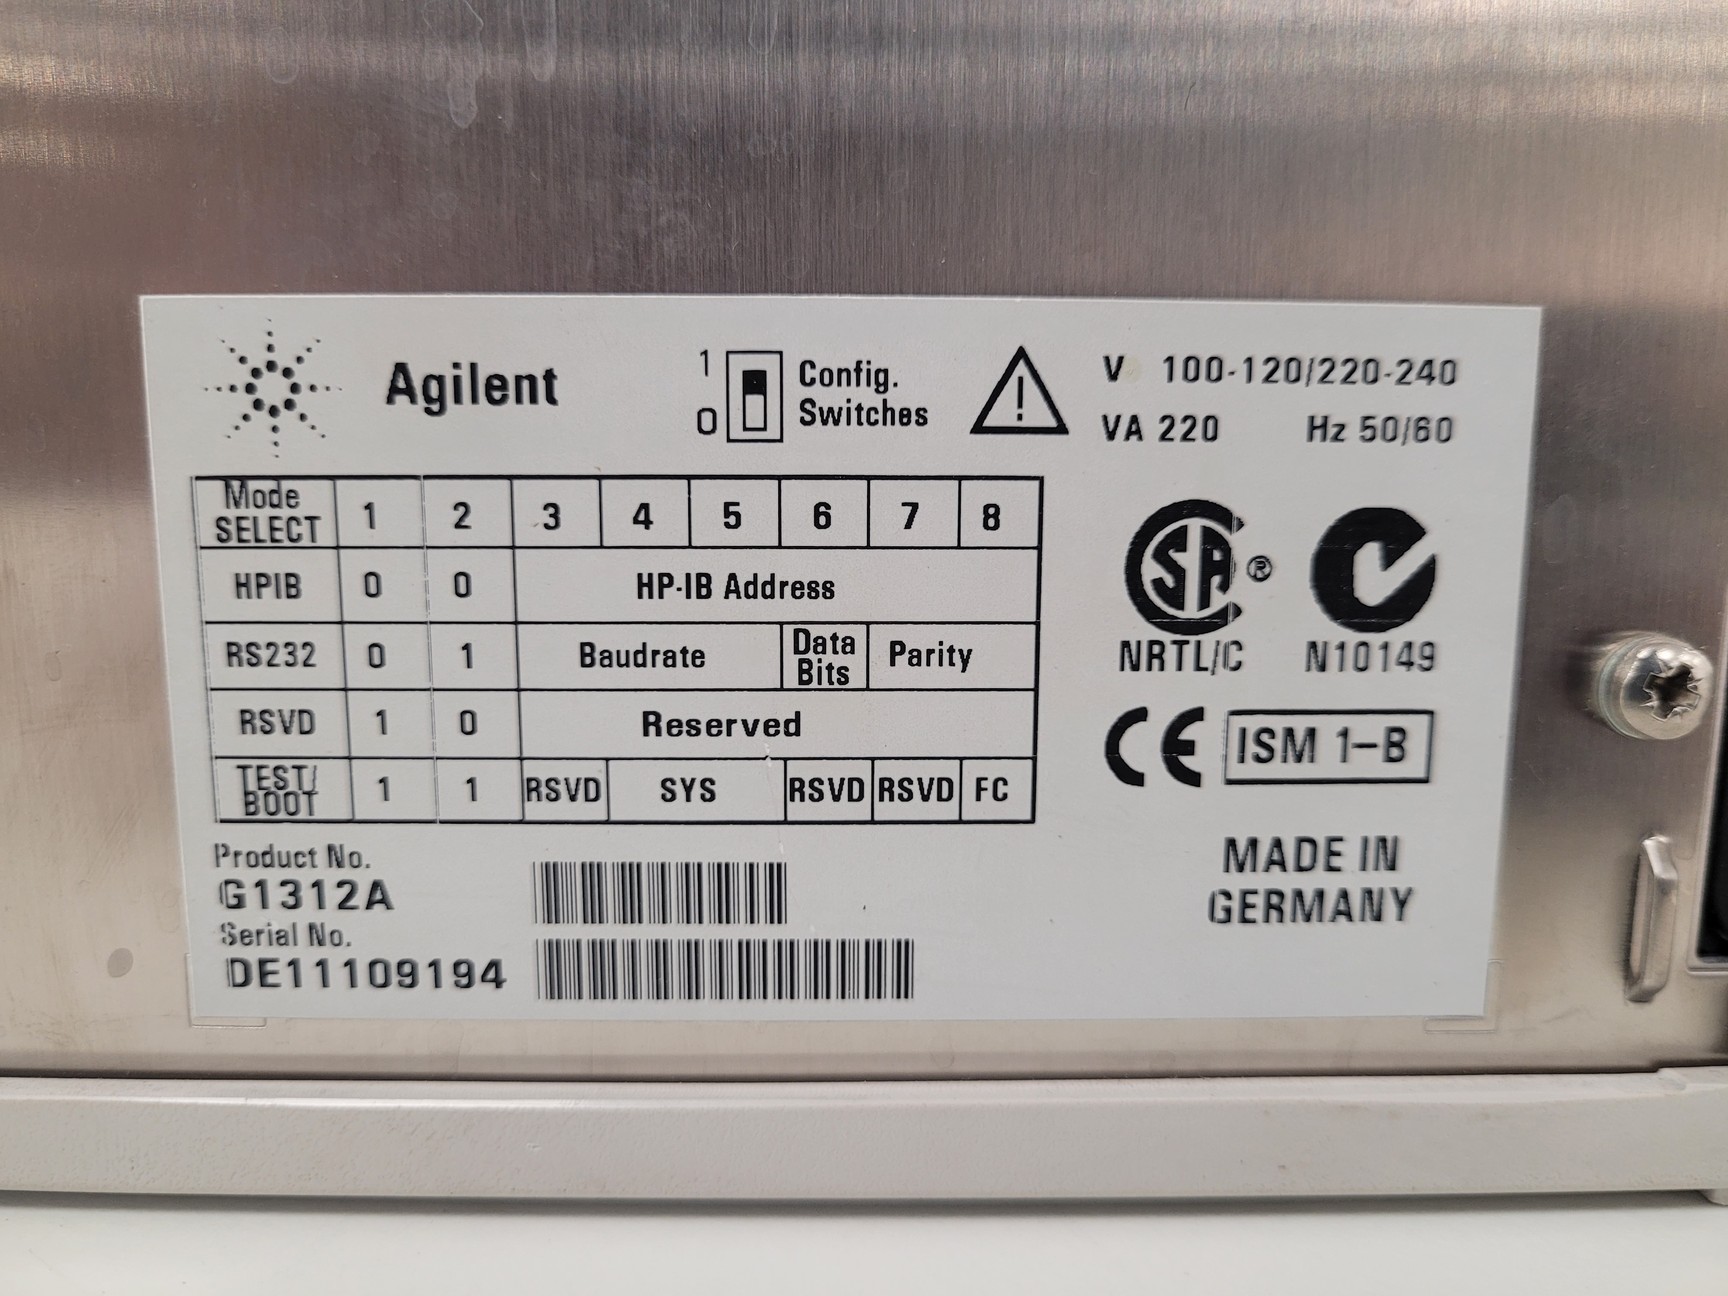 Agilent
1
0
Config.
Switches
V 100-120/220-240
VA 220 Hz 50/60
Mode
SELECT 1 2 3 4 5 6 7 8
HPIB 0 0 HP-IB Address
RS232 0 1 Baudrate Data Bits Parity
RSVD 1 0 Reserved
TEST/
BOOT 1 1 RSVD SYS RSVD RSVD FC
SA ®
NRTL/C N10149
CE ISM 1-B
Product No.
G1312A
Serial No.
DE11109194
MADE IN
GERMANY